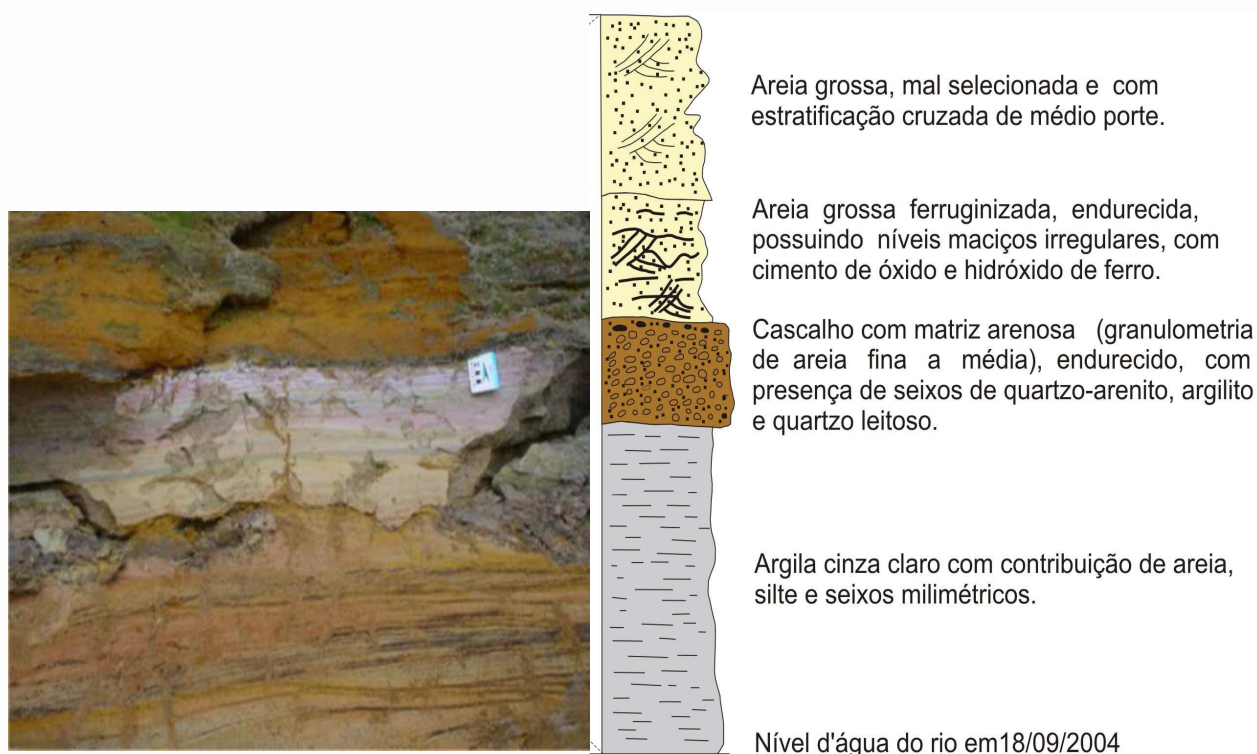 Areia grossa, mal selecionada e com
estratificação cruzada de médio porte.
Areia grossa ferruginizada, endurecida,
possuindo níveis maciços irregulares, com
cimento de óxido e hidróxido de ferro.
Cascalho com matriz arenosa (granulometria
de areia fina a média), endurecido, com
presença de seixos de quartzo-arenito, argilito
e quartzo leitoso.
Argila cinza claro com contribuição de areia,
silte e seixos milimétricos.
Nível d'água do rio em18/09/2004